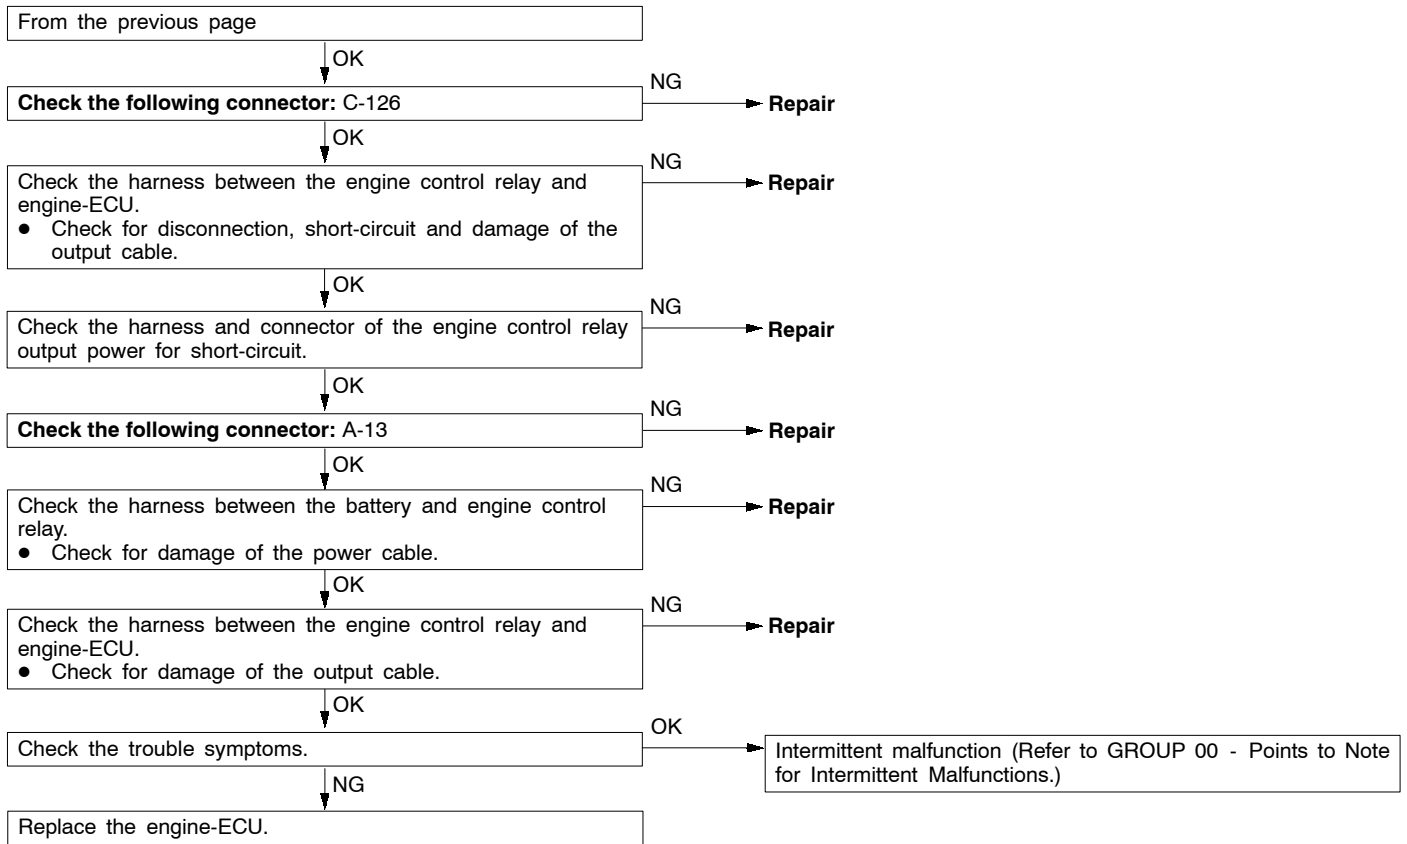 From the previous page
OK
NG
Check the following connector: C-126
Repair
OK
NG
Check the harness between the engine control relay and
engine-ECU.
● Check for disconnection, short-circuit and damage of the
output cable.
Repair
OK
NG
Check the harness and connector of the engine control relay
output power for short-circuit.
Repair
OK
NG
Check the following connector: A-13
Repair
OK
NG
Check the harness between the battery and engine control
relay.
● Check for damage of the power cable.
Repair
OK
NG
Check the harness between the engine control relay and
engine-ECU.
● Check for damage of the output cable.
Repair
OK
OK
Check the trouble symptoms.
Intermittent malfunction (Refer to GROUP 00 - Points to Note
for Intermittent Malfunctions.)
NG
Replace the engine-ECU.